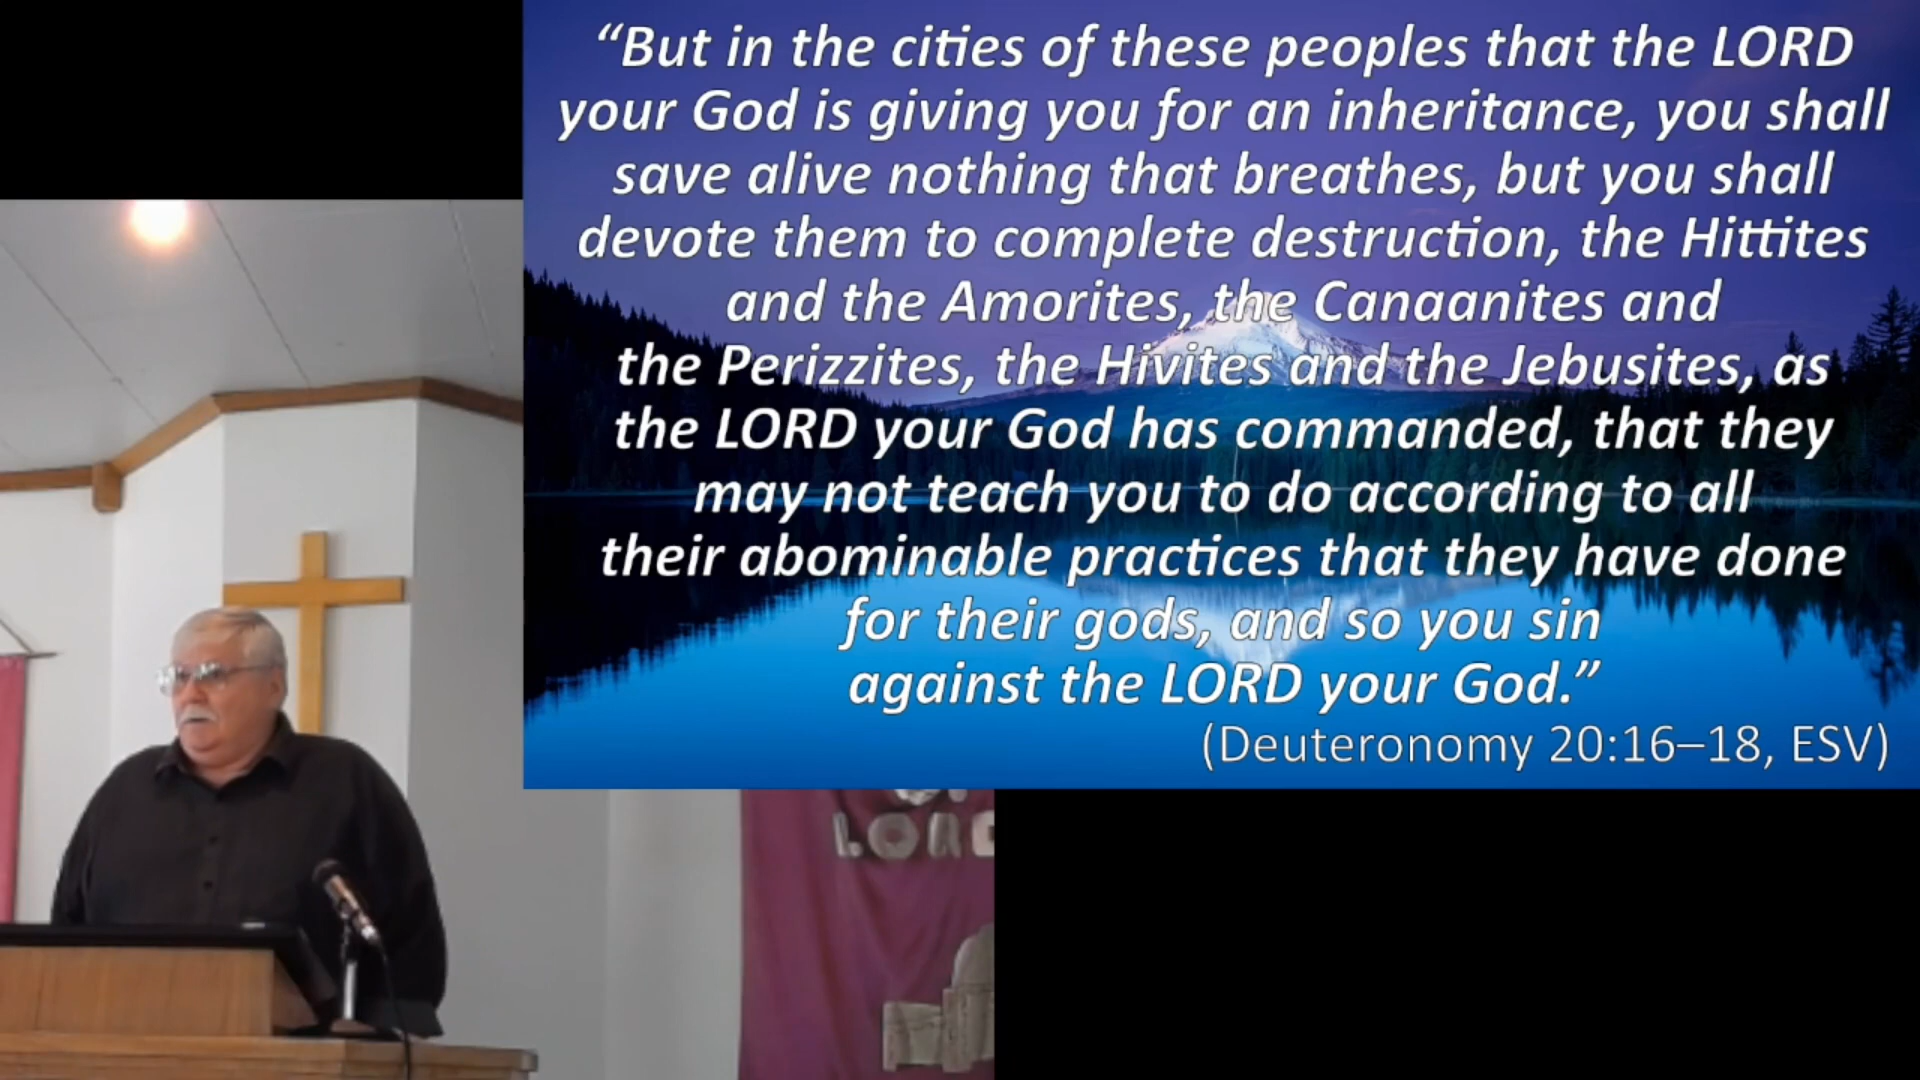 “But in the cities of these peoples that the LORD
your God is giving you for an inheritance, you shall
save alive nothing that breathes, but you shall
devote them to complete destruction, the Hittites
and the Amorites, the Canaanites and
the Perizzites, the Hivites and the Jebusites, as
the LORD your God has commanded, that they
may not teach you to do according to all
their abominable practices that they have done
for their gods, and so you sin
against the LORD your God.”
(Deuteronomy 20:16–18, ESV)